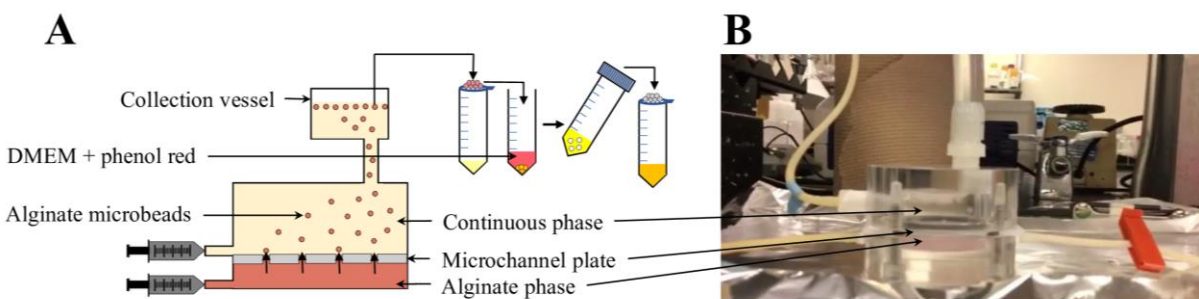 A
B
Collection vessel
DMEM + phenol red
Alginate microbeads
Continuous phase
Microchannel plate
Alginate phase